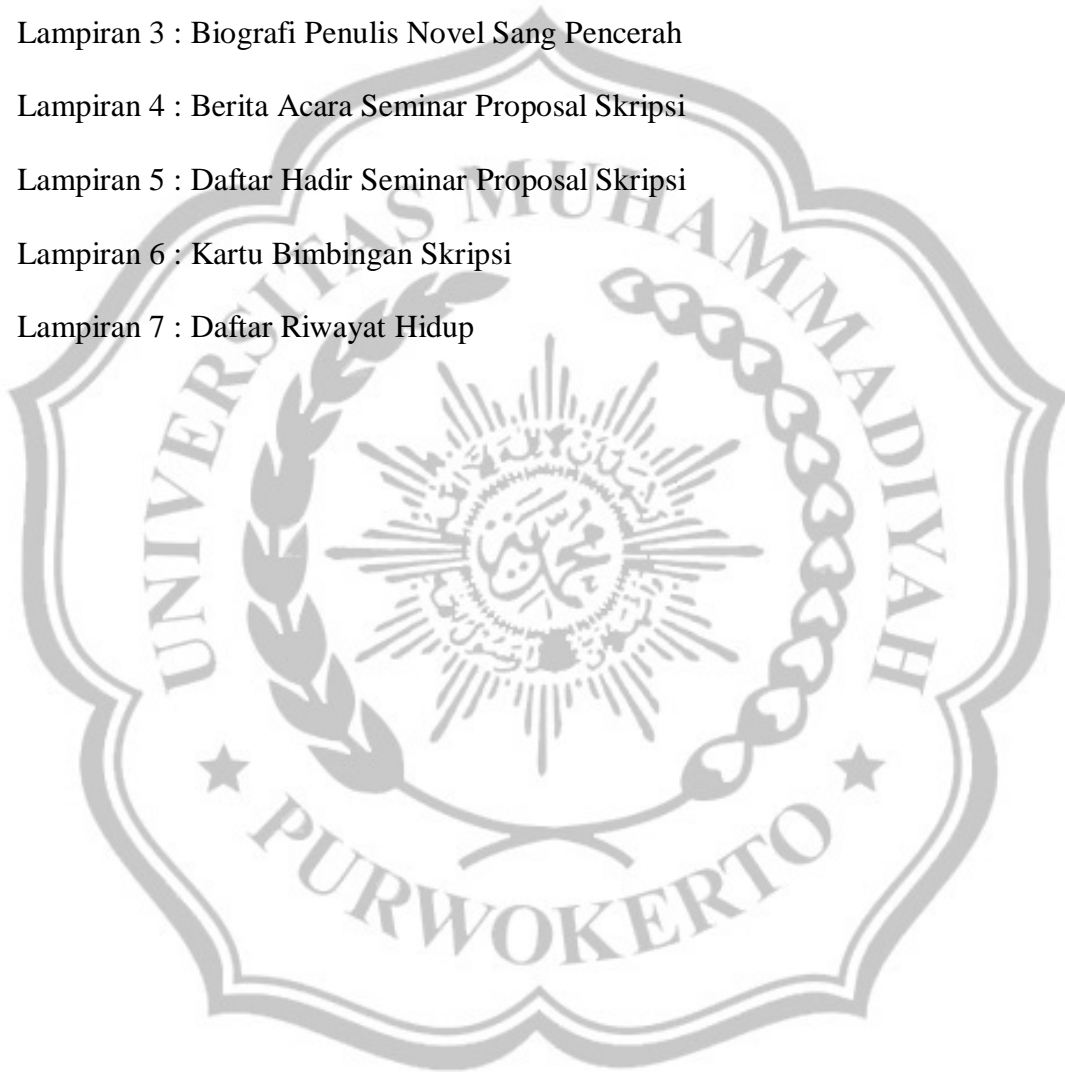 Lampiran 3 : Biografi Penulis Novel Sang Pencerah
Lampiran 4 : Berita Acara Seminar Proposal Skripsi
Lampiran 5 : Daftar Hadir Seminar Proposal Skripsi
Lampiran 6 : Kartu Bimbingan Skripsi
Lampiran 7 : Daftar Riwayat Hidup
UNIVERSITAS MUHAMMADIYAH
PURWOKERTO